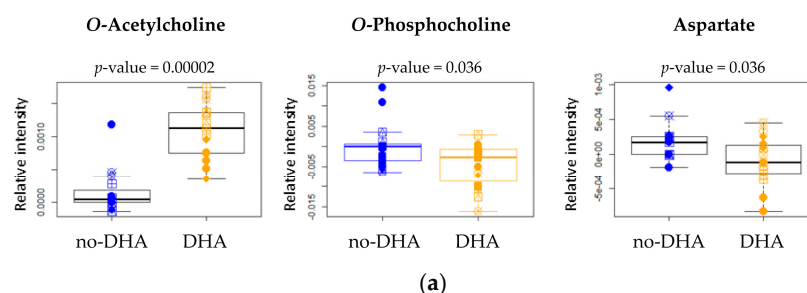 O-Acetylcholine
O-Phosphocholine
Aspartate
p-value = 0.00002
p-value = 0.036
p-value = 0.036
Relative intensity
0.0010
0.0000
no-DHA
DHA
Relative intensity
0.015
0.005
-0.005
-0.015
no-DHA
DHA
Relative intensity
1e-03
5e-04
0e+00
-5e-04
no-DHA
DHA
(a)